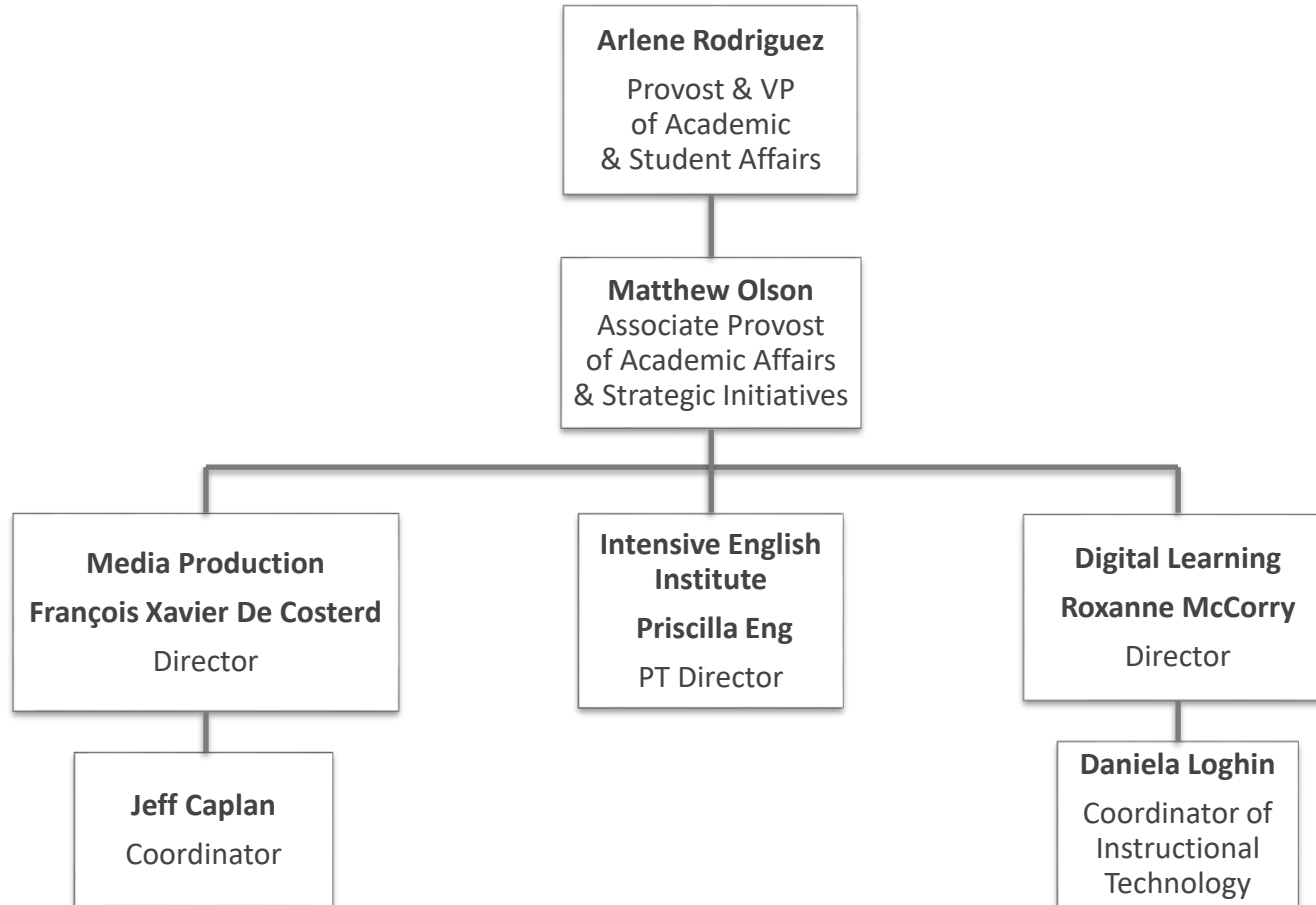 Arlene Rodriguez
Provost & VP
of Academic
& Student Affairs
Matthew Olson
Associate Provost
of Academic Affairs
& Strategic Initiatives
Media Production
François Xavier De Costerd
Director
Intensive English
Institute
Priscilla Eng
PT Director
Digital Learning
Roxanne McCorry
Director
Jeff Caplan
Coordinator
Daniela Loghin
Coordinator of
Instructional
Technology